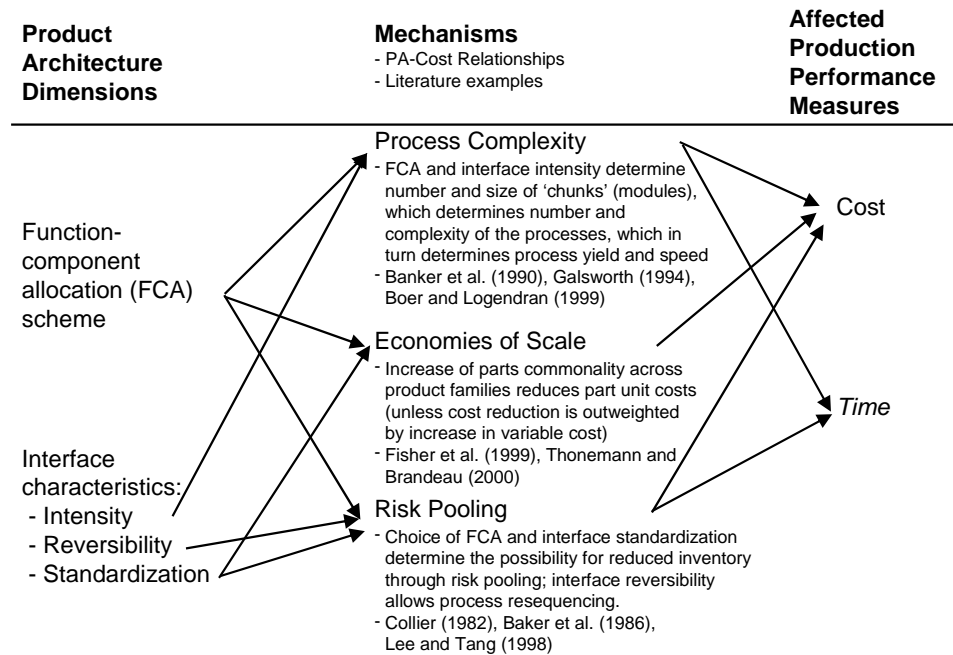 Product
Architecture
Dimensions
Mechanisms
- PA-Cost Relationships
- Literature examples
Affected
Production
Performance
Measures
Function-
component
allocation (FCA)
scheme
Interface
characteristics:
- Intensity
- Reversibility
- Standardization
Process Complexity
- FCA and interface intensity determine
number and size of ‘chunks’ (modules),
which determines number and
complexity of the processes, which in
turn determines process yield and speed
- Banker et al. (1990), Galsworth (1994),
Boer and Logendran (1999)
Economies of Scale
- Increase of parts commonality across
product families reduces part unit costs
(unless cost reduction is outweighted
by increase in variable cost)
- Fisher et al. (1999), Thonemann and
Brandeau (2000)
Risk Pooling
- Choice of FCA and interface standardization
determine the possibility for reduced inventory
through risk pooling; interface reversibility
allows process resequencing.
- Collier (1982), Baker et al. (1986),
Lee and Tang (1998)
Cost
Time